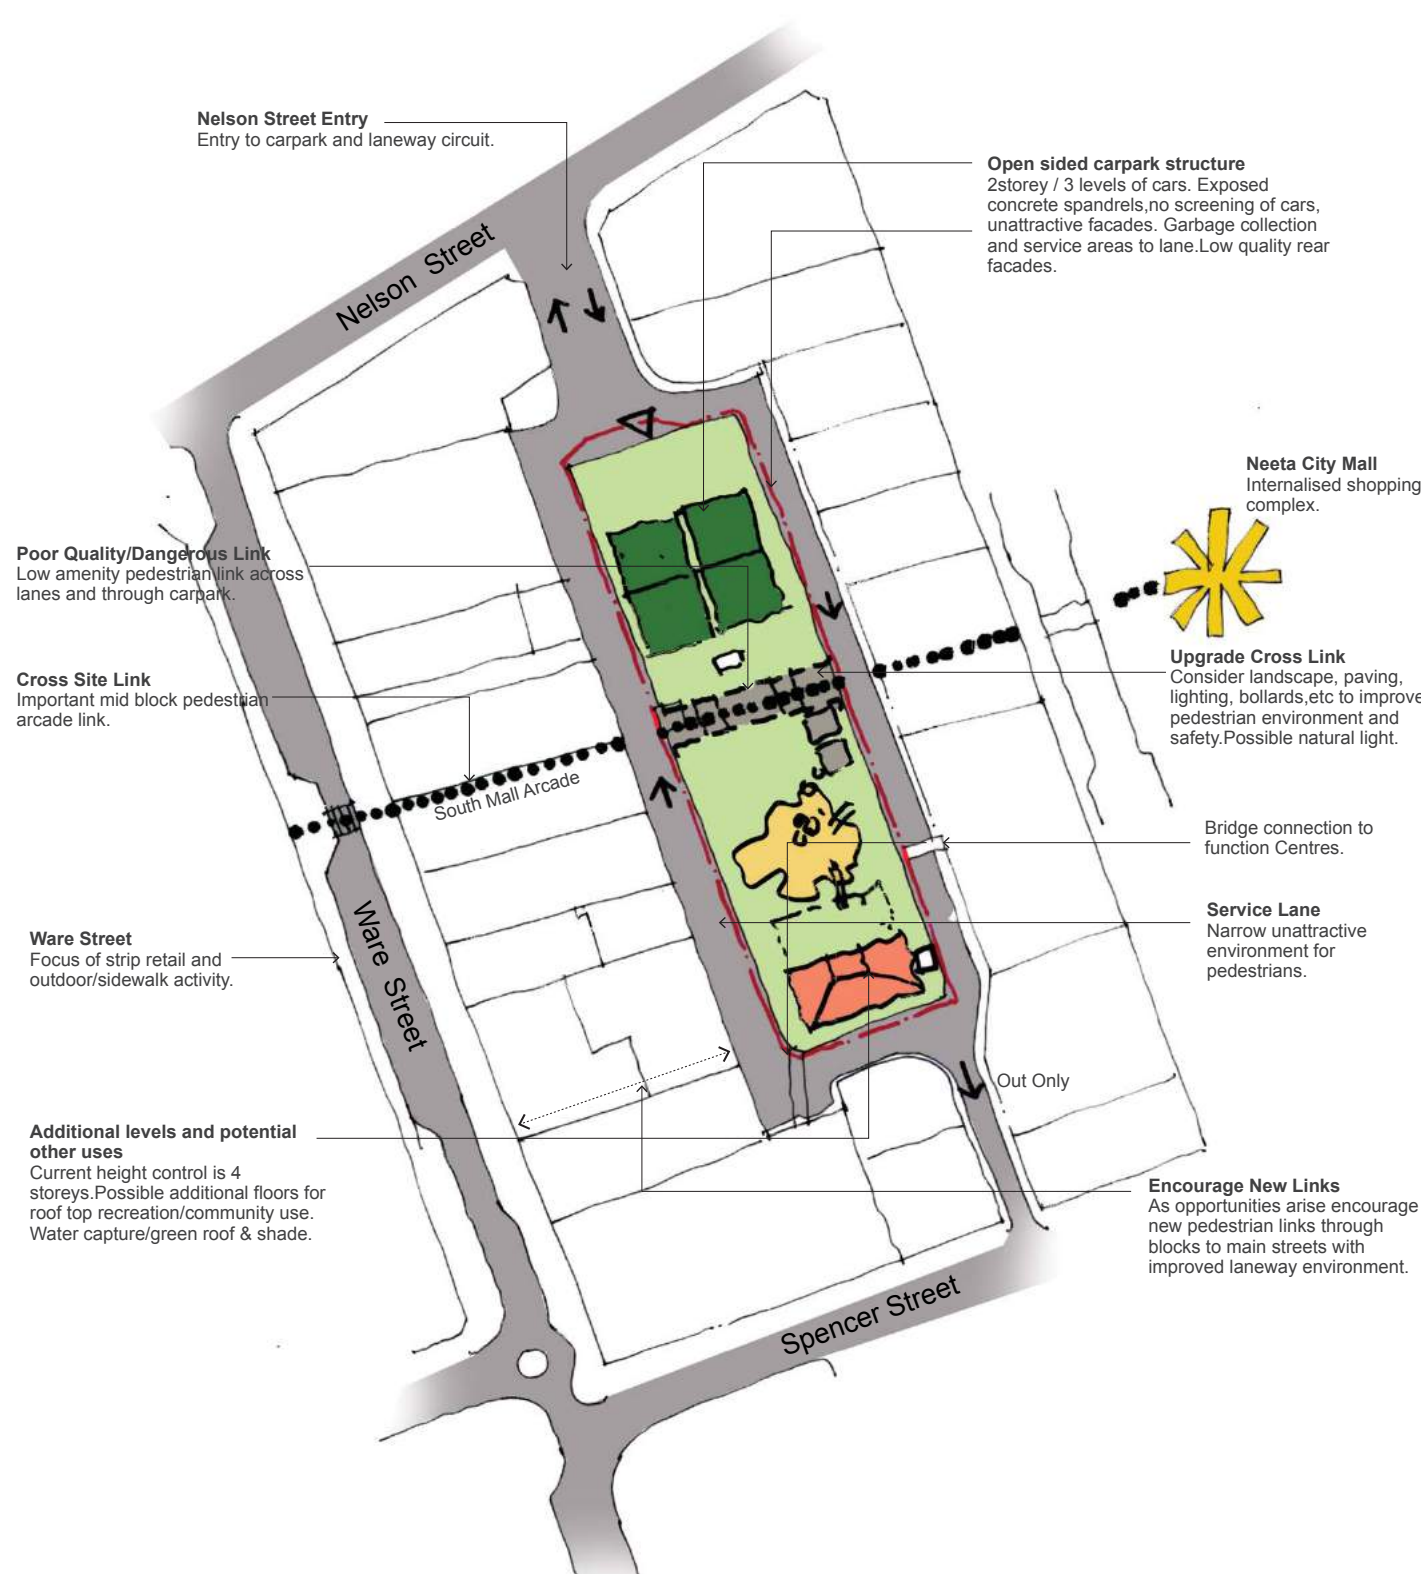 Nelson Street Entry
Entry to carpark and laneway circuit.
Open sided carpark structure
2storey / 3 levels of cars. Exposed
concrete spandrels,no screening of cars,
unattractive facades. Garbage collection
and service areas to lane.Low quality rear
facades.
Nelson Street
Neeta City Mall
Internalised shopping
complex.
Poor Quality/Dangerous Link
Low amenity pedestrian link across
lanes and through carpark.
Cross Site Link
Important mid block pedestrian
arcade link.
Upgrade Cross Link
Consider landscape, paving,
lighting, bollards,etc to improve
pedestrian environment and
safety.Possible natural light.
South Mall Arcade
Bridge connection to
function Centres.
Ware Street
Focus of strip retail and
outdoor/sidewalk activity.
Ware Street
Service Lane
Narrow unattractive
environment for
pedestrians.
Out Only
Additional levels and potential
other uses
Current height control is 4
storeys.Possible additional floors for
roof top recreation/community use.
Water capture/green roof & shade.
Encourage New Links
As opportunities arise encourage
new pedestrian links through
blocks to main streets with
improved laneway environment.
Spencer Street